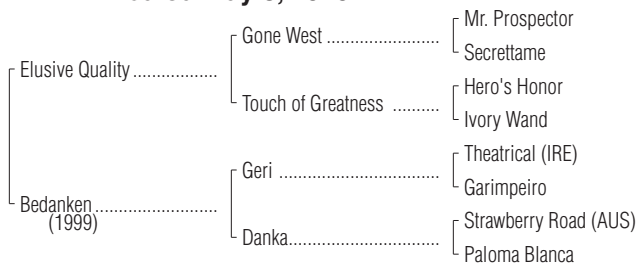 Mr. Prospector
Gone West ........................
Secrettame
Elusive Quality ..................
Hero's Honor
Touch of Greatness ..........
Ivory Wand
Theatrical (IRE)
Geri ..................................
Garimpeiro
Bedanken..........................
(1999)
Strawberry Road (AUS)
Danka................................
Paloma Blanca